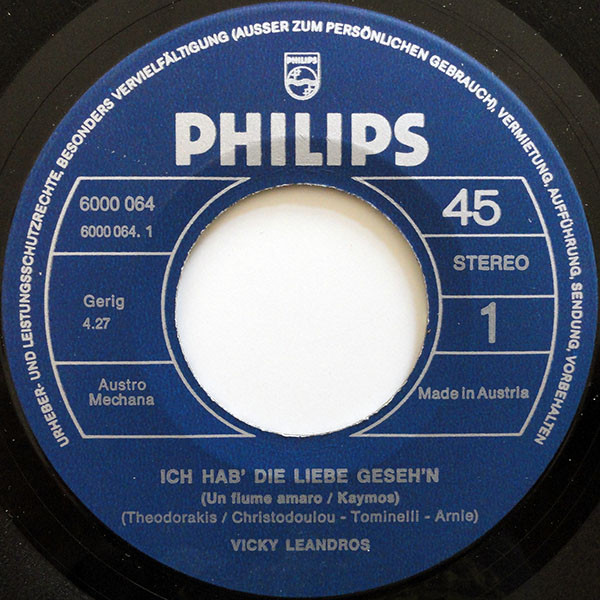 URHEBER- UND LEISTUNGSSCHUTZRECHTE, BESONDERS VERVIELFÄLTIGUNG (AUSSER ZUM PERSÖNLICHEN GEBRAUCH), VERMIETUNG, AUFFÜHRUNG, SENDUNG, VORBEHALTEN
PHILIPS
PHILIPS
6000 064
6000 064. 1
45
STEREO
Gerig
4.27
1
Austro
Mechana
Made in Austria
ICH HAB' DIE LIEBE GESEH'N
(Un fiume amaro / Kaymos)
(Theodorakis / Christodoulou - Tominelli - Arnie)
VICKY LEANDROS